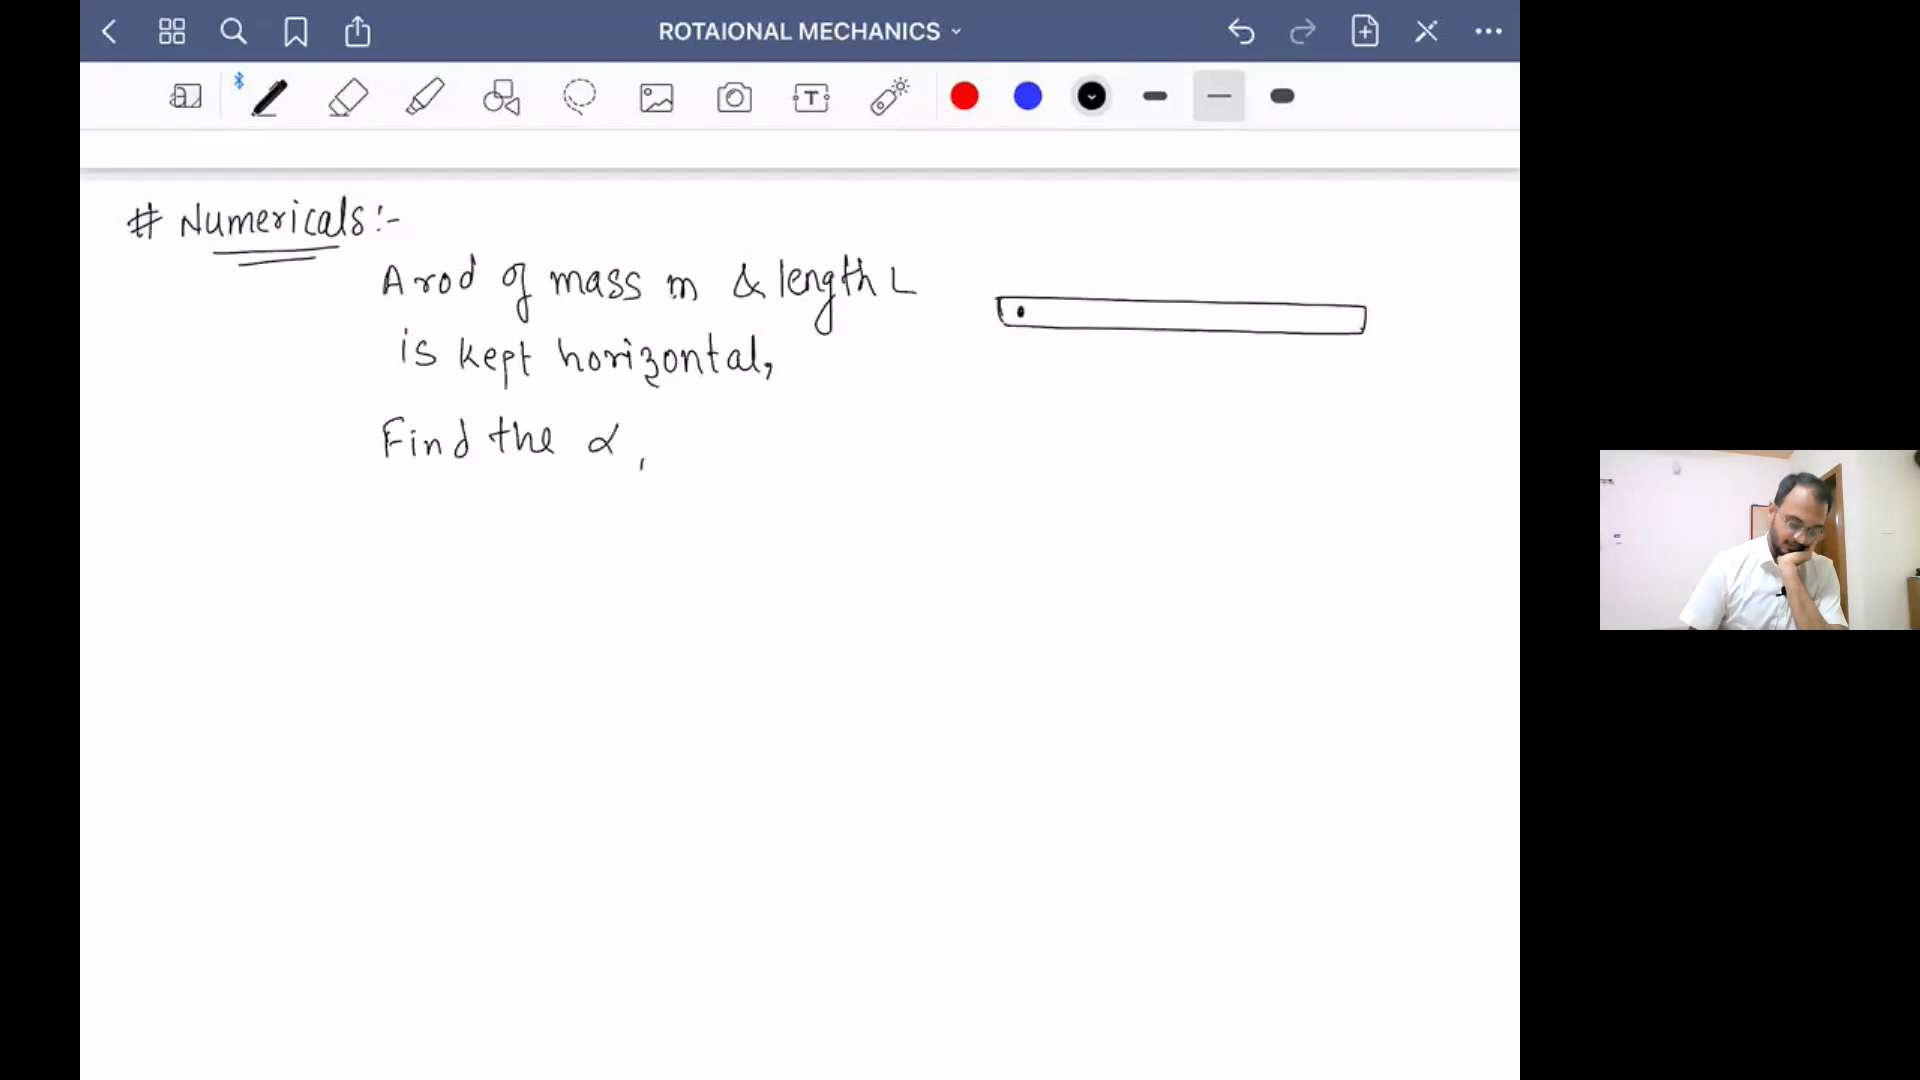 ROTAIONAL MECHANICS
# Numericals:-
A rod of mass m & length L
is kept horizontal,
Find the α,